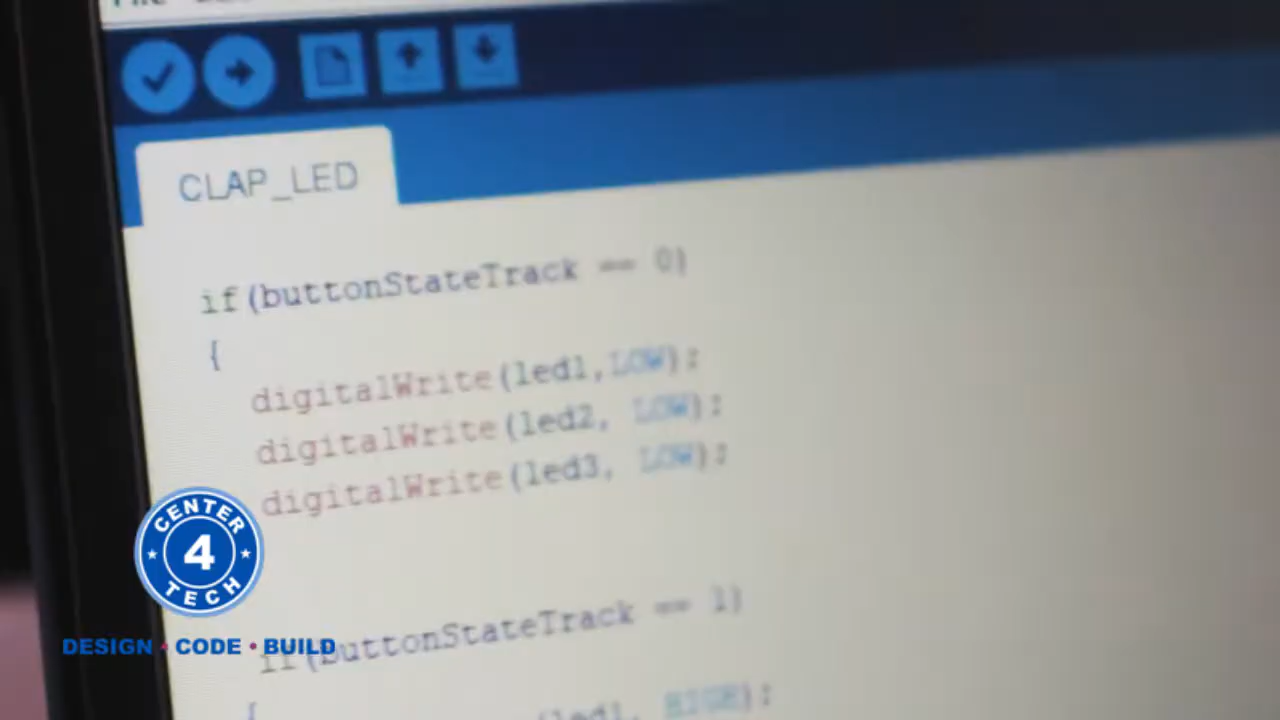 CLAP_LED
if(buttonStateTrack == 0)
{
digitalWrite(led1,LOW);
digitalWrite(led2, LOW);
digitalWrite(led3, LOW);
CENTER
4
TECH
DESIGN • CODE • BUILD
if(buttonStateTrack == 1)
{
(led1, HIGH);